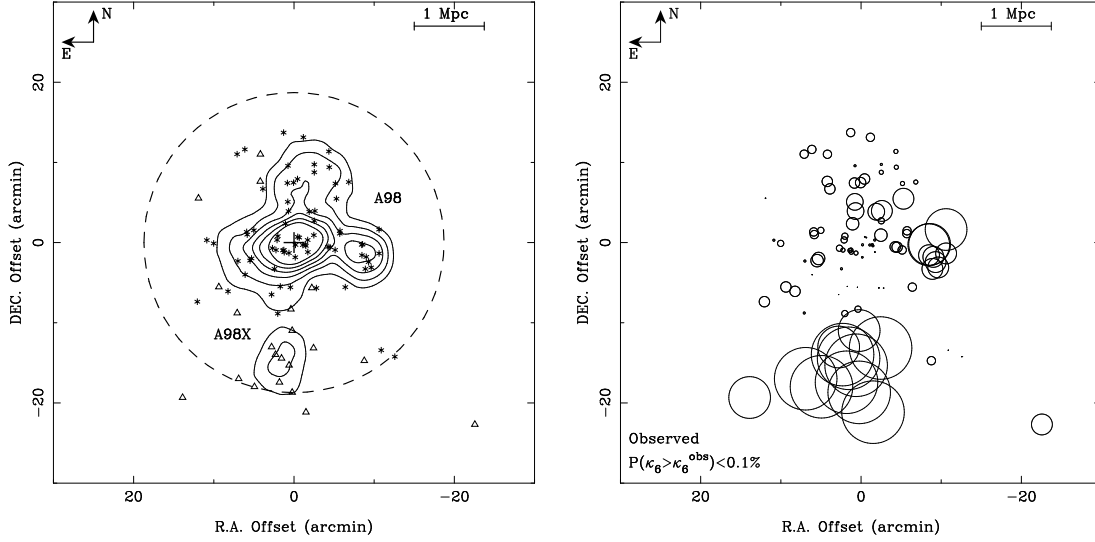 N
E
1 Mpc
A98
A98X
20
0
−20
20
0
−20
DEC. Offset (arcmin)
R.A. Offset (arcmin)
N
E
1 Mpc
Observed
P(κ₆>κ₆ᵒᵇˢ)<0.1%
20
0
−20
20
0
−20
DEC. Offset (arcmin)
R.A. Offset (arcmin)